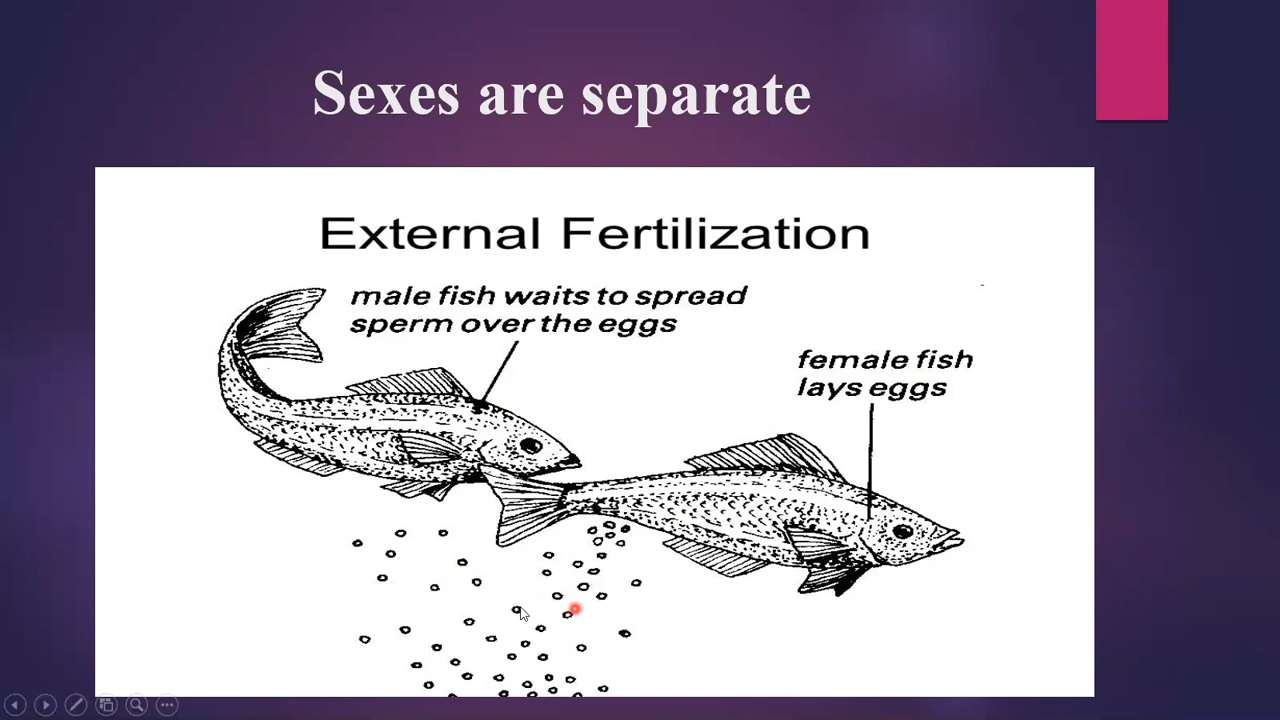 Sexes are separate
External Fertilization
male fish waits to spread
sperm over the eggs
female fish
lays eggs